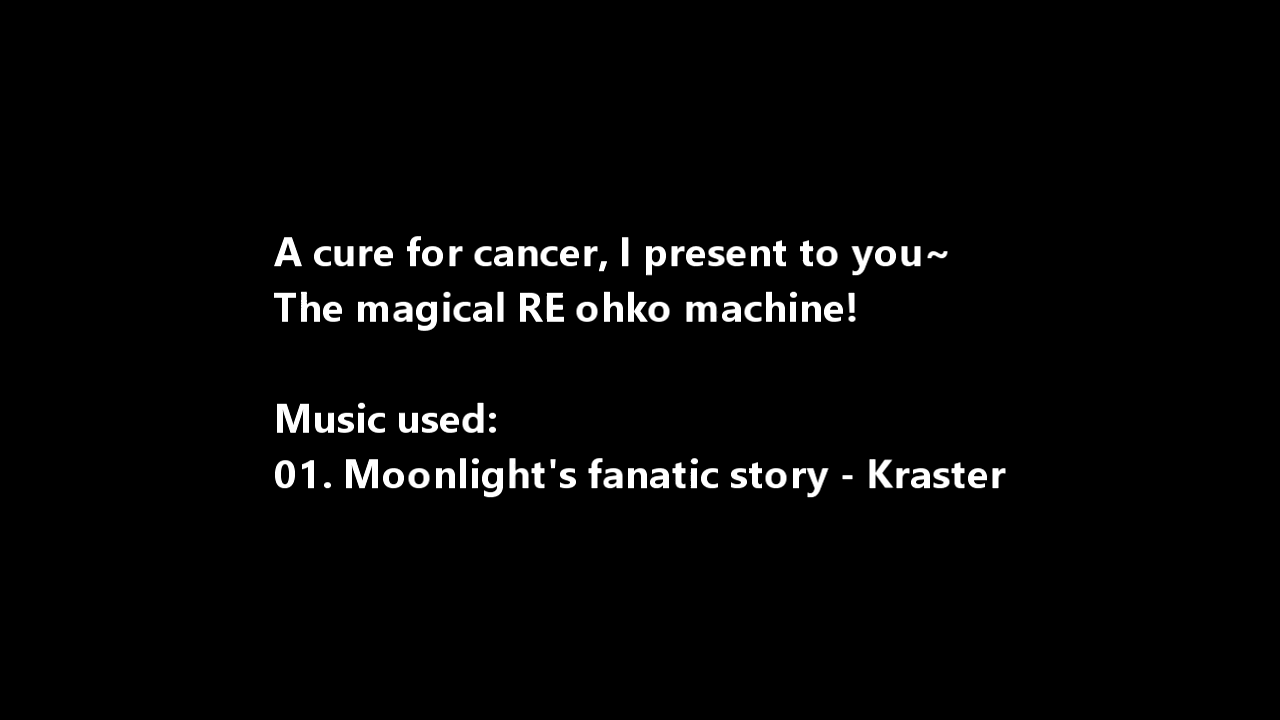 A cure for cancer, I present to you~
The magical RE ohko machine!
Music used:
01. Moonlight's fanatic story - Kraster